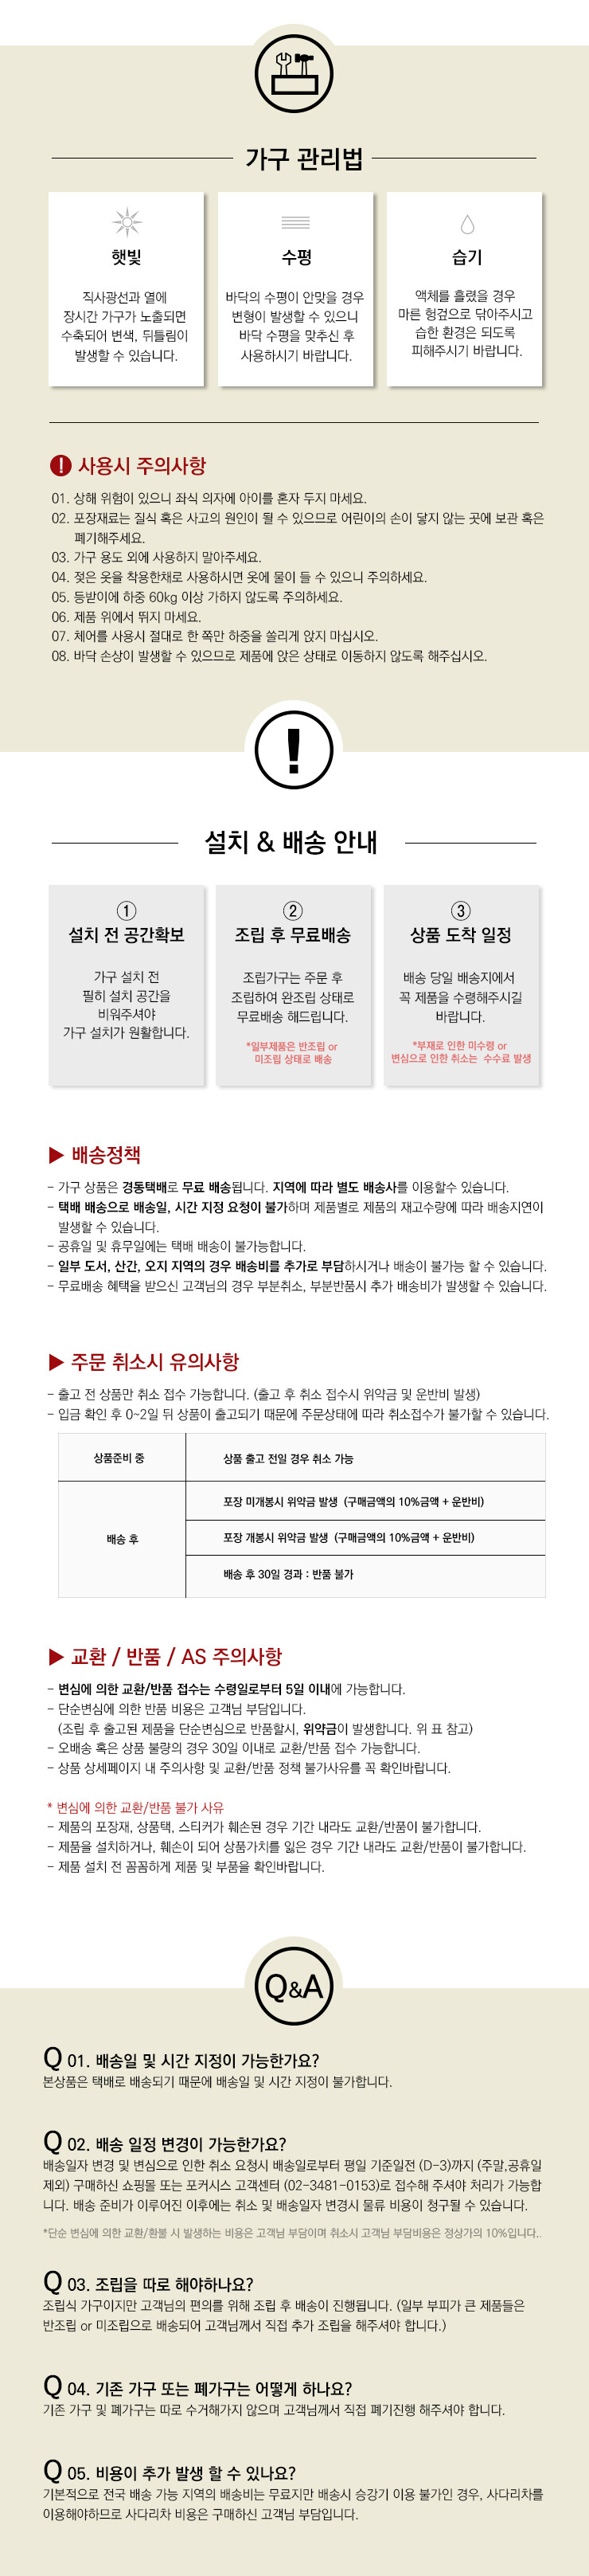 가구 관리법
햇빛
직사광선과 열에
장시간 가구가 노출되면
수축되어 변색, 뒤틀림이
발생할 수 있습니다.
수평
바닥의 수평이 안맞을 경우
변형이 발생할 수 있으니
바닥 수평을 맞추신 후
사용하시기 바랍니다.
습기
액체를 흘렸을 경우
마른 헝겊으로 닦아주시고
습한 환경은 되도록
피해주시기 바랍니다.
! 사용시 주의사항
01. 상해 위험이 있으니 좌식 의자에 아이를 혼자 두지 마세요.
02. 포장재료는 질식 혹은 사고의 원인이 될 수 있으므로 어린이의 손이 닿지 않는 곳에 보관 혹은
폐기해주세요.
03. 가구 용도 외에 사용하지 말아주세요.
04. 젖은 옷을 착용한채로 사용하시면 옷에 물이 들 수 있으니 주의하세요.
05. 등받이에 하중 60kg 이상 가하지 않도록 주의하세요.
06. 제품 위에서 뛰지 마세요.
07. 체어를 사용시 절대로 한 쪽만 하중을 쏠리게 앉지 마십시오.
08. 바닥 손상이 발생할 수 있으므로 제품에 앉은 상태로 이동하지 않도록 해주십시오.
!
설치 & 배송 안내
①
설치 전 공간확보
가구 설치 전
필히 설치 공간을
비워주셔야
가구 설치가 원활합니다.
②
조립 후 무료배송
조립가구는 주문 후
조립하여 완조립 상태로
무료배송 해드립니다.
*일부제품은 반조립 or
미조립 상태로 배송
③
상품 도착 일정
배송 당일 배송지에서
꼭 제품을 수령해주시길
바랍니다.
*부재로 인한 미수령 or
변심으로 인한 취소는 수수료 발생
▶ 배송정책
- 가구 상품은 경동택배로 무료 배송됩니다. 지역에 따라 별도 배송사를 이용할수 있습니다.
- 택배 배송으로 배송일, 시간 지정 요청이 불가하며 제품별로 제품의 재고수량에 따라 배송지연이
발생할 수 있습니다.
- 공휴일 및 휴무일에는 택배 배송이 불가능합니다.
- 일부 도서, 산간, 오지 지역의 경우 배송비를 추가로 부담하시거나 배송이 불가능 할 수 있습니다.
- 무료배송 혜택을 받으신 고객님의 경우 부분취소, 부분반품시 추가 배송비가 발생할 수 있습니다.
▶ 주문 취소시 유의사항
- 출고 전 상품만 취소 접수 가능합니다. (출고 후 취소 접수시 위약금 및 운반비 발생)
- 입금 확인 후 0~2일 뒤 상품이 출고되기 때문에 주문상태에 따라 취소접수가 불가할 수 있습니다.
상품준비 중
상품 출고 전일 경우 취소 가능
배송 후
포장 미개봉시 위약금 발생 (구매금액의 10%금액 + 운반비)
포장 개봉시 위약금 발생 (구매금액의 10%금액 + 운반비)
배송 후 30일 경과 : 반품 불가
▶ 교환 / 반품 / AS 주의사항
- 변심에 의한 교환/반품 접수는 수령일로부터 5일 이내에 가능합니다.
- 단순변심에 의한 반품 비용은 고객님 부담입니다.
(조립 후 출고된 제품을 단순변심으로 반품할시, 위약금이 발생합니다. 위 표 참고)
- 오배송 혹은 상품 불량의 경우 30일 이내로 교환/반품 접수 가능합니다.
- 상품 상세페이지 내 주의사항 및 교환/반품 정책 불가사유를 꼭 확인바랍니다.
* 변심에 의한 교환/반품 불가 사유
- 제품의 포장재, 상품택, 스티커가 훼손된 경우 기간 내라도 교환/반품이 불가합니다.
- 제품을 설치하거나, 훼손이 되어 상품가치를 잃은 경우 기간 내라도 교환/반품이 불가합니다.
- 제품 설치 전 꼼꼼하게 제품 및 부품을 확인바랍니다.
Q&A
Q 01. 배송일 및 시간 지정이 가능한가요?
본상품은 택배로 배송되기 때문에 배송일 및 시간 지정이 불가합니다.
Q 02. 배송 일정 변경이 가능한가요?
배송일자 변경 및 변심으로 인한 취소 요청시 배송일로부터 평일 기준일전 (D-3)까지 (주말,공휴일
제외) 구매하신 쇼핑몰 또는 포커시스 고객센터 (02-3481-0153)로 접수해 주셔야 처리가 가능합
니다. 배송 준비가 이루어진 이후에는 취소 및 배송일자 변경시 물류 비용이 청구될 수 있습니다.
*단순 변심에 의한 교환/환불 시 발생하는 비용은 고객님 부담이며 취소시 고객님 부담비용은 정상가의 10%입니다..
Q 03. 조립을 따로 해야하나요?
조립식 가구이지만 고객님의 편의를 위해 조립 후 배송이 진행됩니다. (일부 부피가 큰 제품들은
반조립 or 미조립으로 배송되어 고객님께서 직접 추가 조립을 해주셔야 합니다.)
Q 04. 기존 가구 또는 폐가구는 어떻게 하나요?
기존 가구 및 폐가구는 따로 수거해가지 않으며 고객님께서 직접 폐기진행 해주셔야 합니다.
Q 05. 비용이 추가 발생 할 수 있나요?
기본적으로 전국 배송 가능 지역의 배송비는 무료지만 배송시 승강기 이용 불가인 경우, 사다리차를
이용해야하므로 사다리차 비용은 구매하신 고객님 부담입니다.